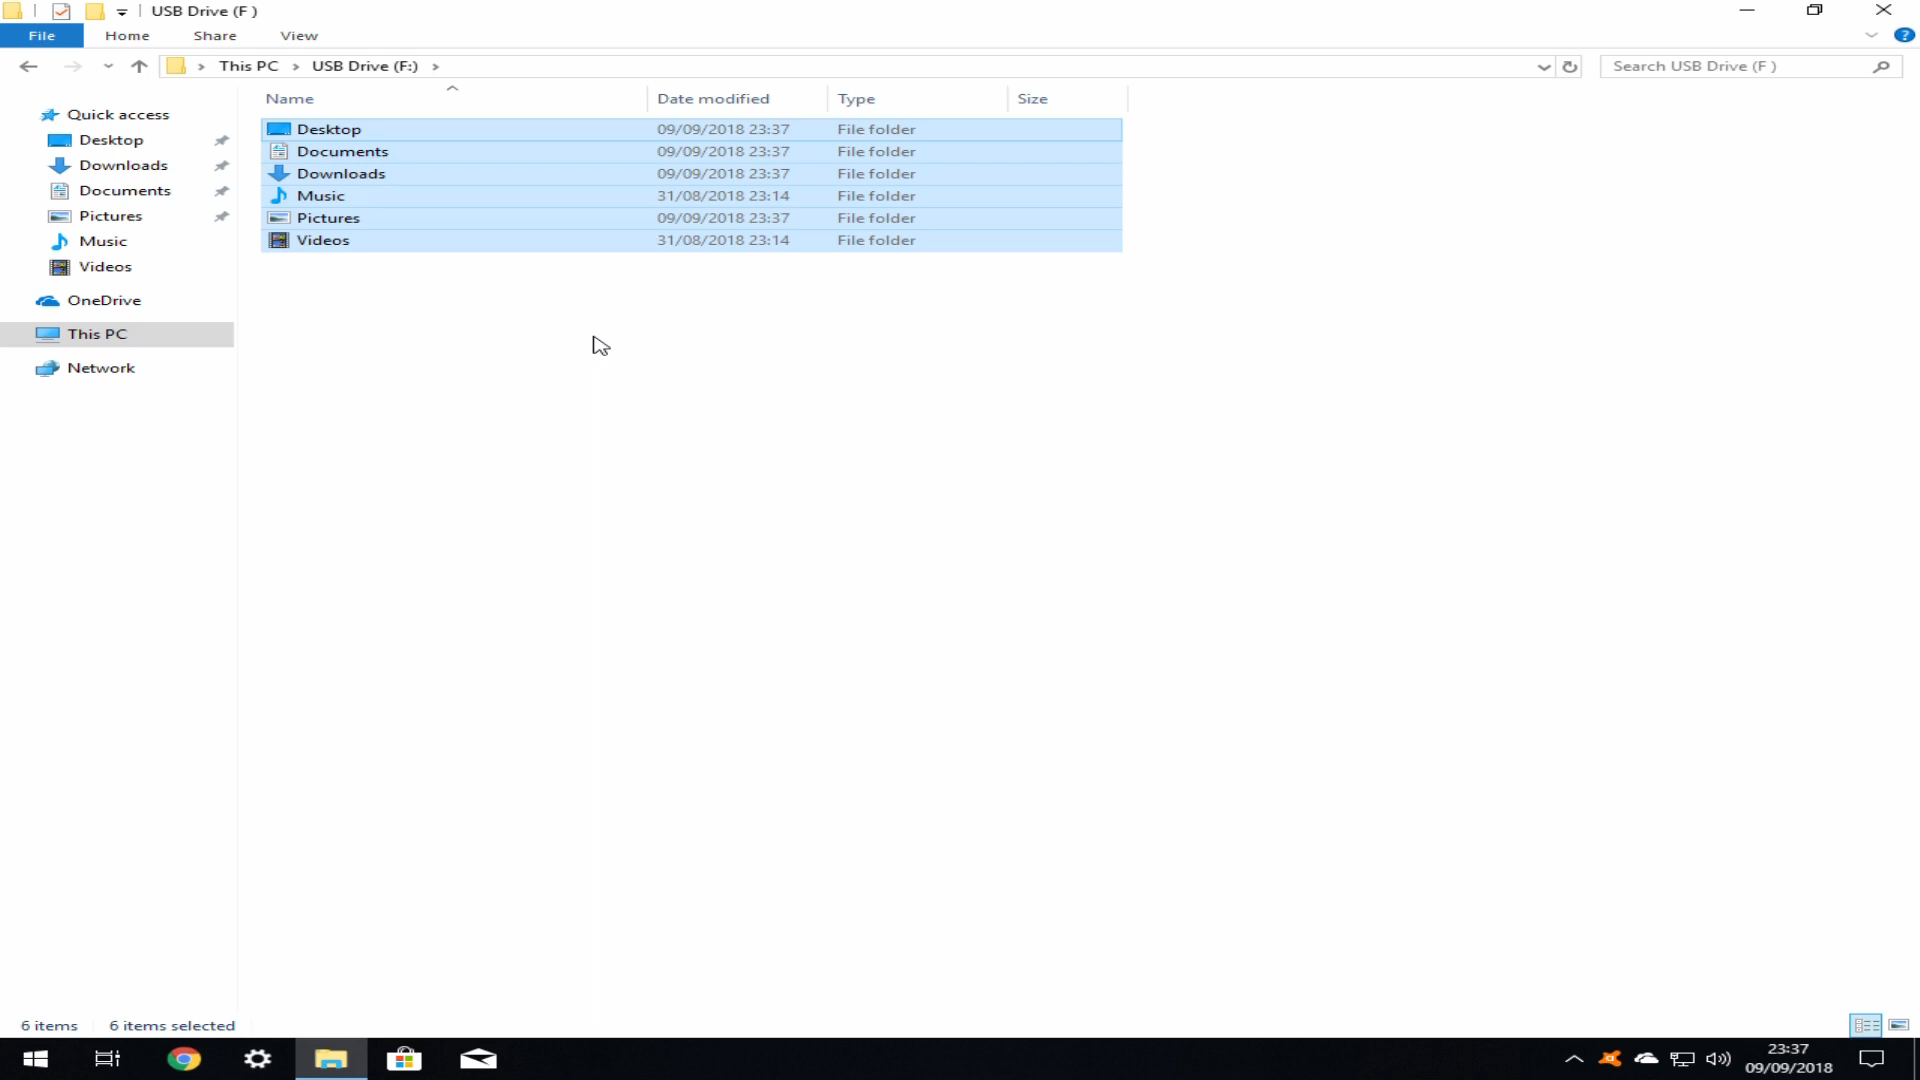 USB Drive (F )
File Home Share View
This PC > USB Drive (F:) >
Search USB Drive (F )
Name Date modified Type Size
Desktop 09/09/2018 23:37 File folder
Documents 09/09/2018 23:37 File folder
Downloads 09/09/2018 23:37 File folder
Music 31/08/2018 23:14 File folder
Pictures 09/09/2018 23:37 File folder
Videos 31/08/2018 23:14 File folder
Quick access
Desktop
Downloads
Documents
Pictures
Music
Videos
OneDrive
This PC
Network
6 items 6 items selected
23:37
09/09/2018